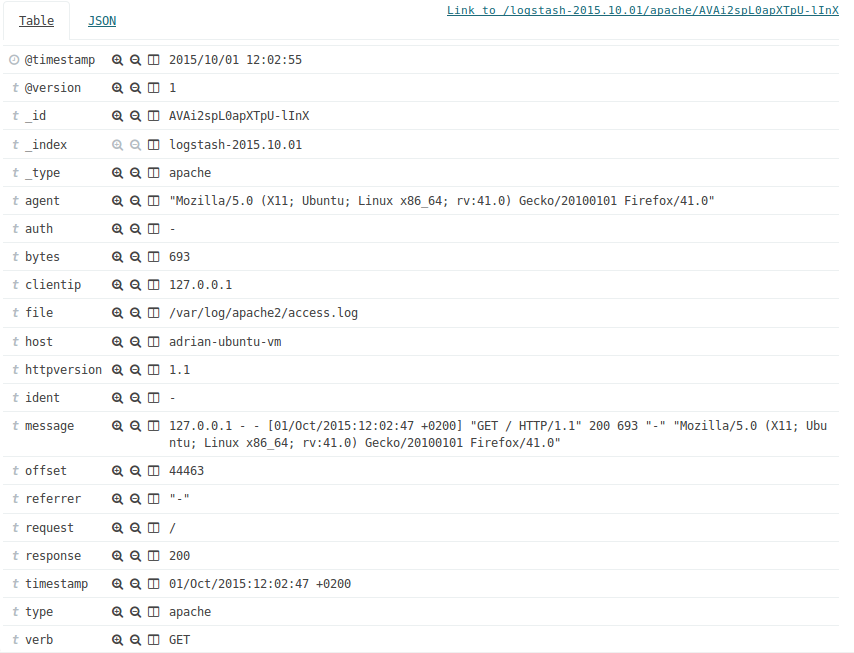 Table JSON Link to /logstash-2015.10.01/apache/AVAi2spL0apXTpU-lInX
@timestamp 2015/10/01 12:02:55
t @version 1
t _id AVAi2spL0apXTpU-lInX
t _index logstash-2015.10.01
t _type apache
t agent "Mozilla/5.0 (X11; Ubuntu; Linux x86_64; rv:41.0) Gecko/20100101 Firefox/41.0"
t auth -
t bytes 693
t clientip 127.0.0.1
t file /var/log/apache2/access.log
t host adrian-ubuntu-vm
t httpversion 1.1
t ident -
t message 127.0.0.1 - - [01/Oct/2015:12:02:47 +0200] "GET / HTTP/1.1" 200 693 "-" "Mozilla/5.0 (X11; Ubu
ntu; Linux x86_64; rv:41.0) Gecko/20100101 Firefox/41.0"
t offset 44463
t referrer "-"
t request /
t response 200
t timestamp 01/Oct/2015:12:02:47 +0200
t type apache
t verb GET